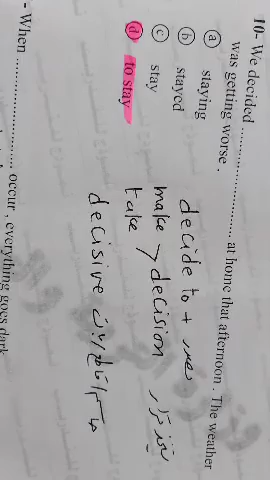 10- We decided ........................ at home that afternoon . The weather
was getting worse .
a staying
b stayed
c stay
d to stay
decide to + مصدر
make > decision يتخذ قرار
take
decisive
- When ........................ occur , everything goes dark